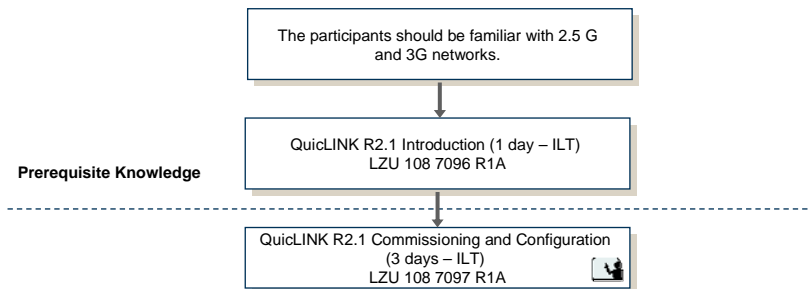 The participants should be familiar with 2.5 G
and 3G networks.
QuicLINK R2.1 Introduction (1 day – ILT)
LZU 108 7096 R1A
Prerequisite Knowledge
QuicLINK R2.1 Commissioning and Configuration
(3 days – ILT)
LZU 108 7097 R1A